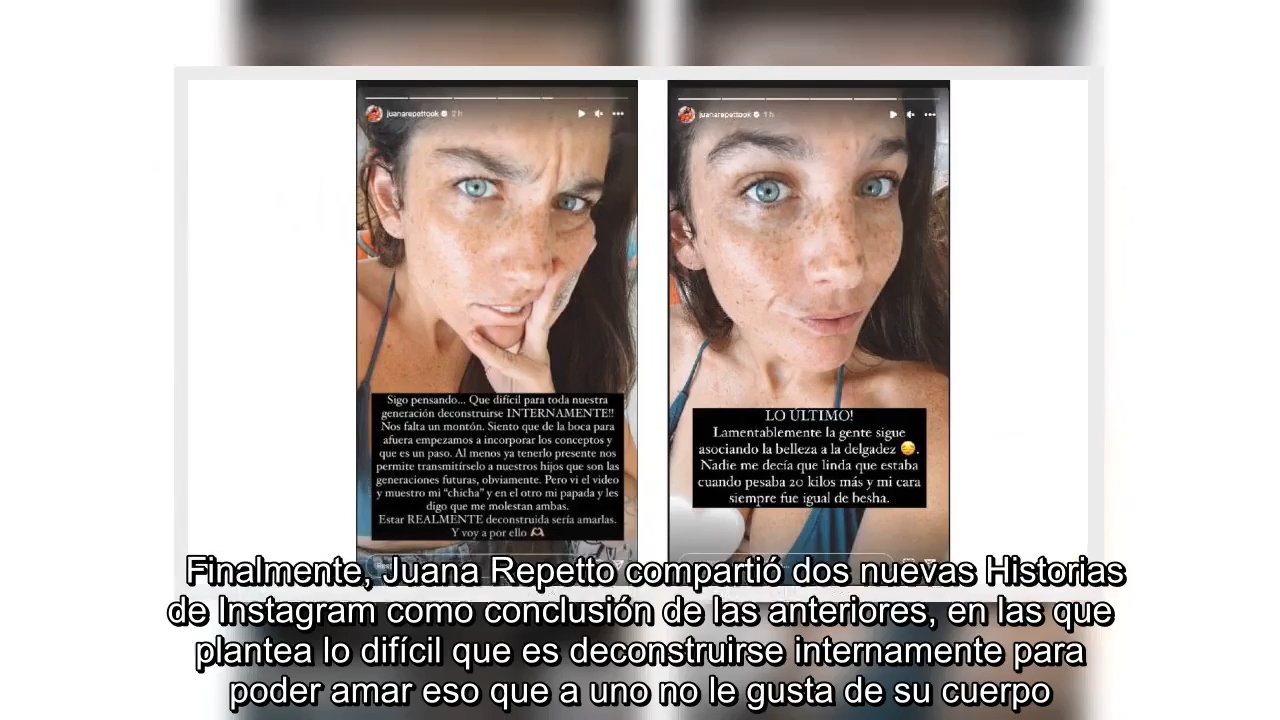 juanarepettook 2 h
Sigo pensando... Que difícil para toda nuestra
generación deconstruirse INTERNAMENTE!!
Nos falta un montón. Siento que de la boca para
afuera empezamos a incorporar los conceptos y
que es un paso. Al menos ya tenerlo presente nos
permite transmitírselo a nuestros hijos que son las
generaciones futuras, obviamente. Pero vi el video
y muestro mi “chicha” y en el otro mi papada y les
digo que me molestan ambas.
Estar REALMENTE deconstruida sería amarlas.
Y voy a por ello 🫶
juanarepettook 1 h
LO ÚLTIMO!
Lamentablemente la gente sigue
asociando la belleza a la delgadez 😔.
Nadie me decía que linda que estaba
cuando pesaba 20 kilos más y mi cara
siempre fue igual de besha.
Finalmente, Juana Repetto compartió dos nuevas Historias
de Instagram como conclusión de las anteriores, en las que
plantea lo difícil que es deconstruirse internamente para
poder amar eso que a uno no le gusta de su cuerpo